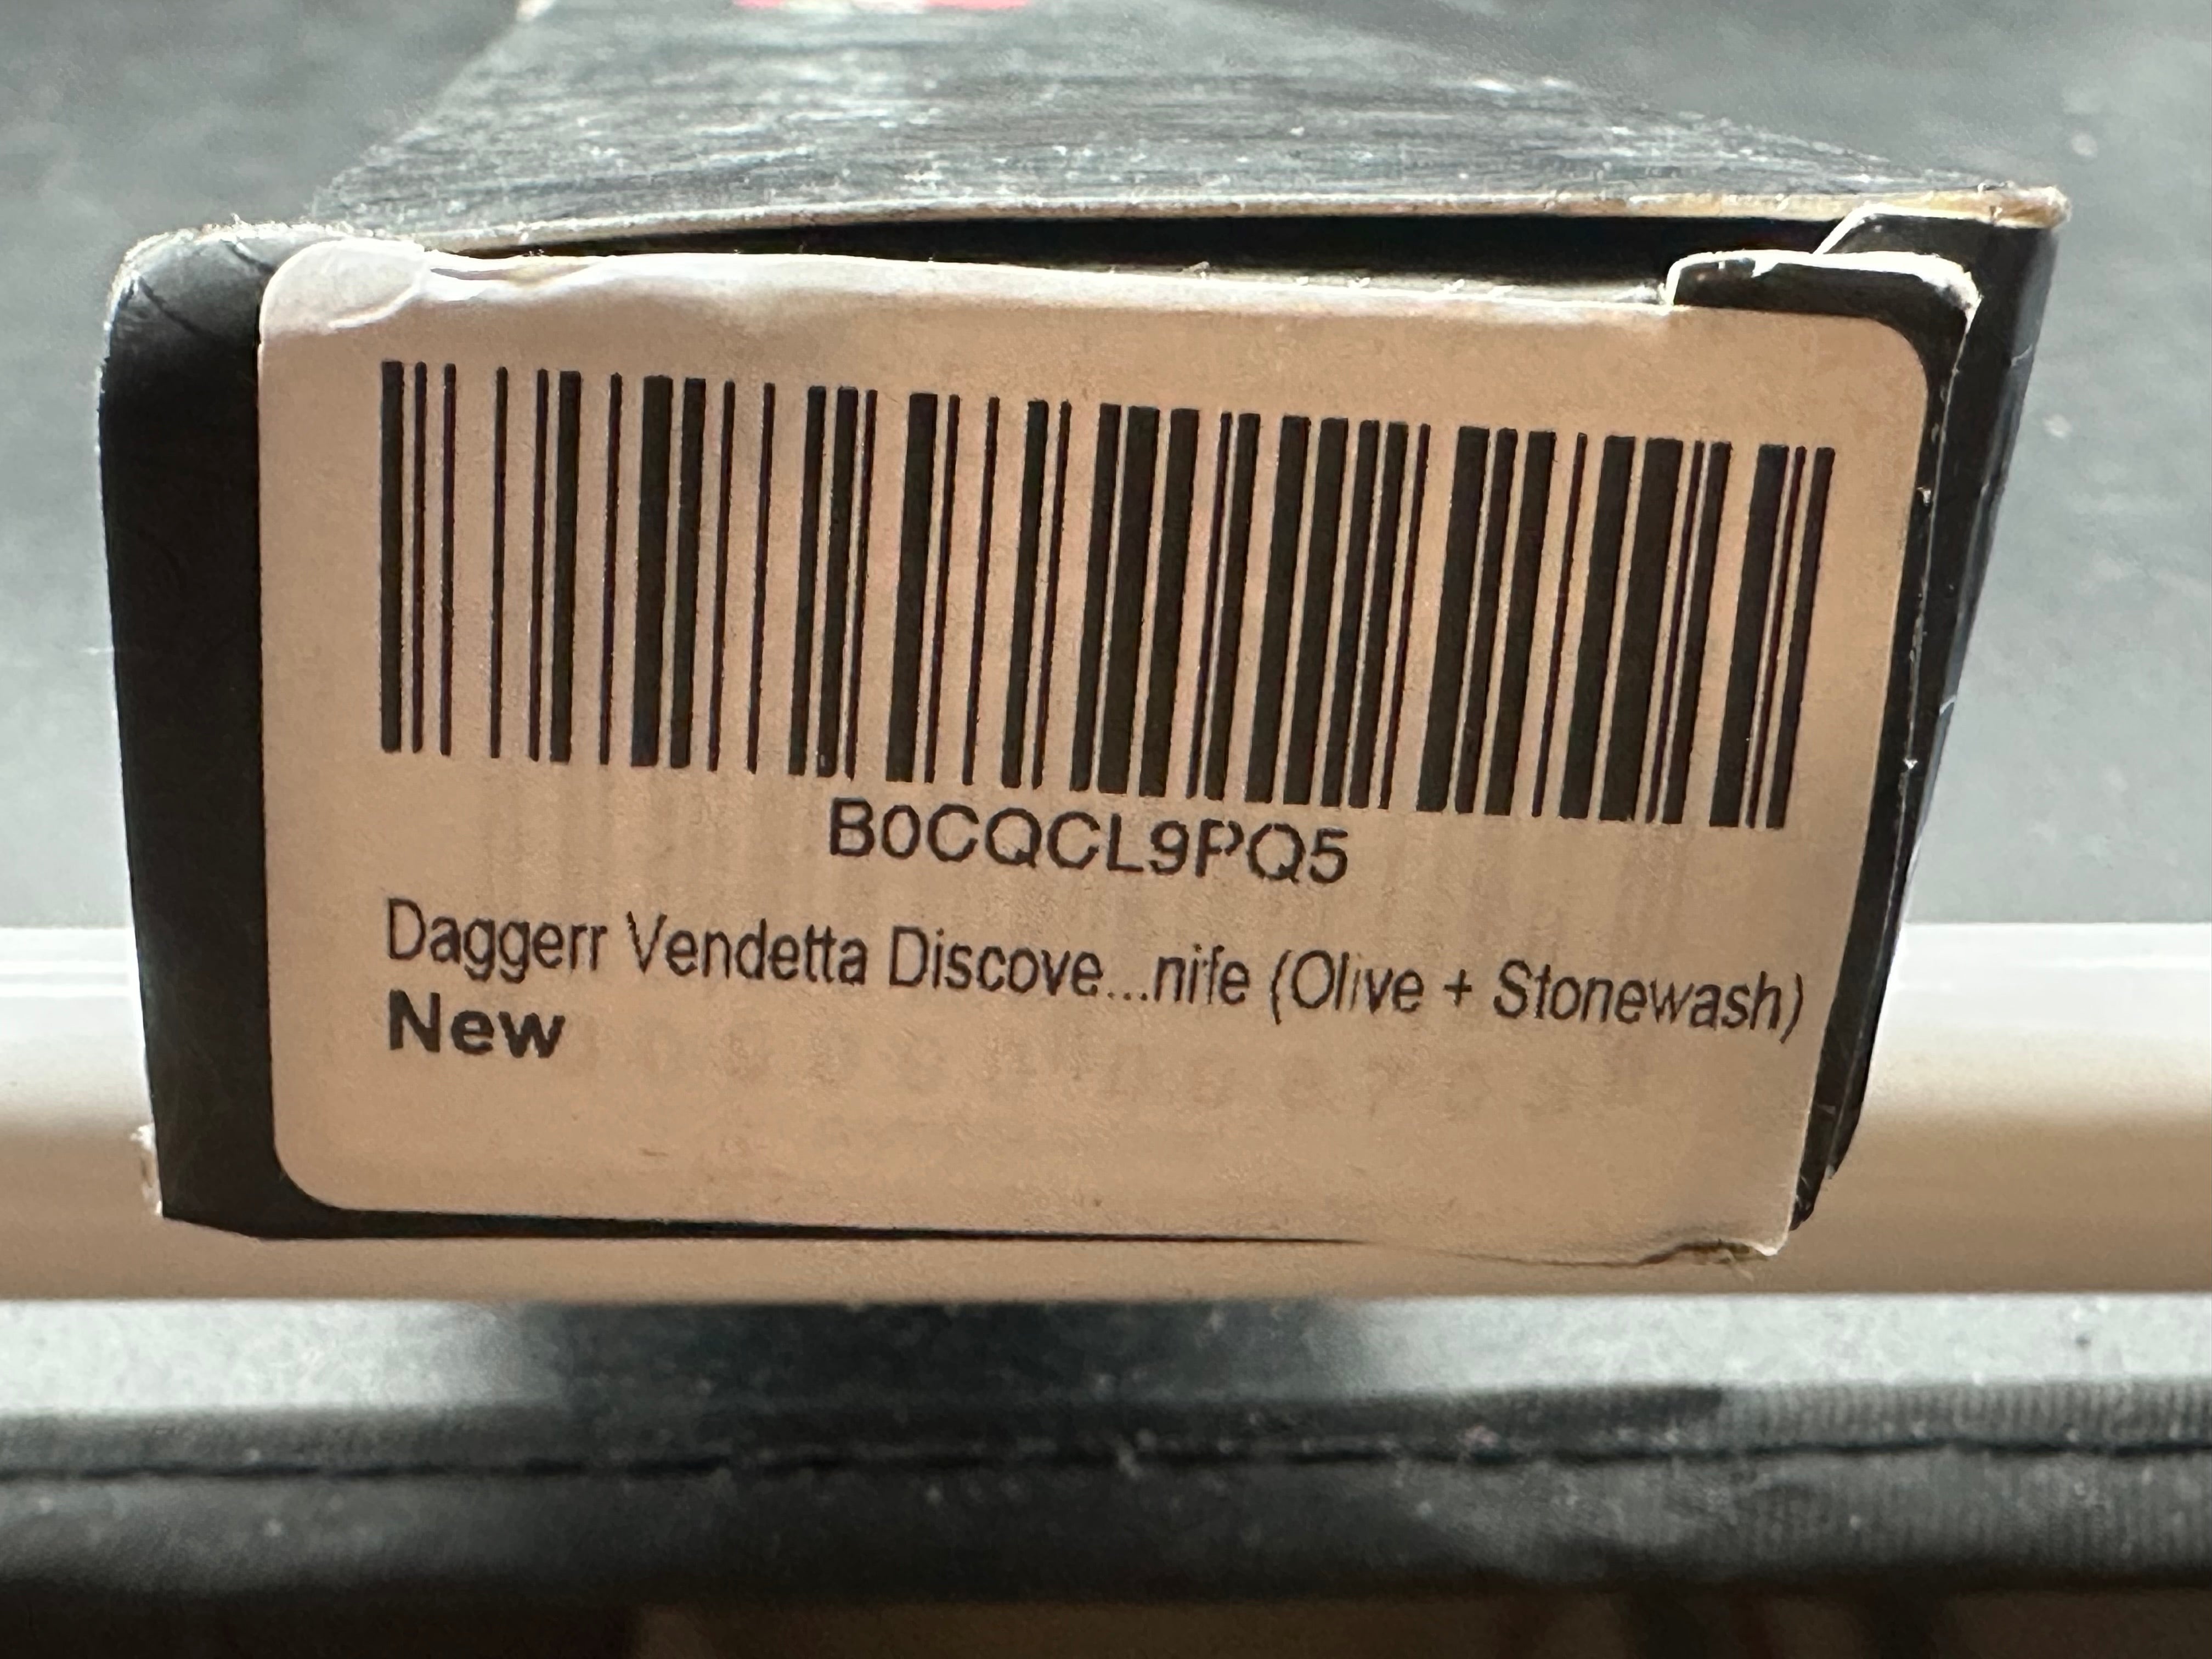 B0CQCL9PQ5
Daggerr Vendetta Discove...nife (Olive + Stonewash)
New